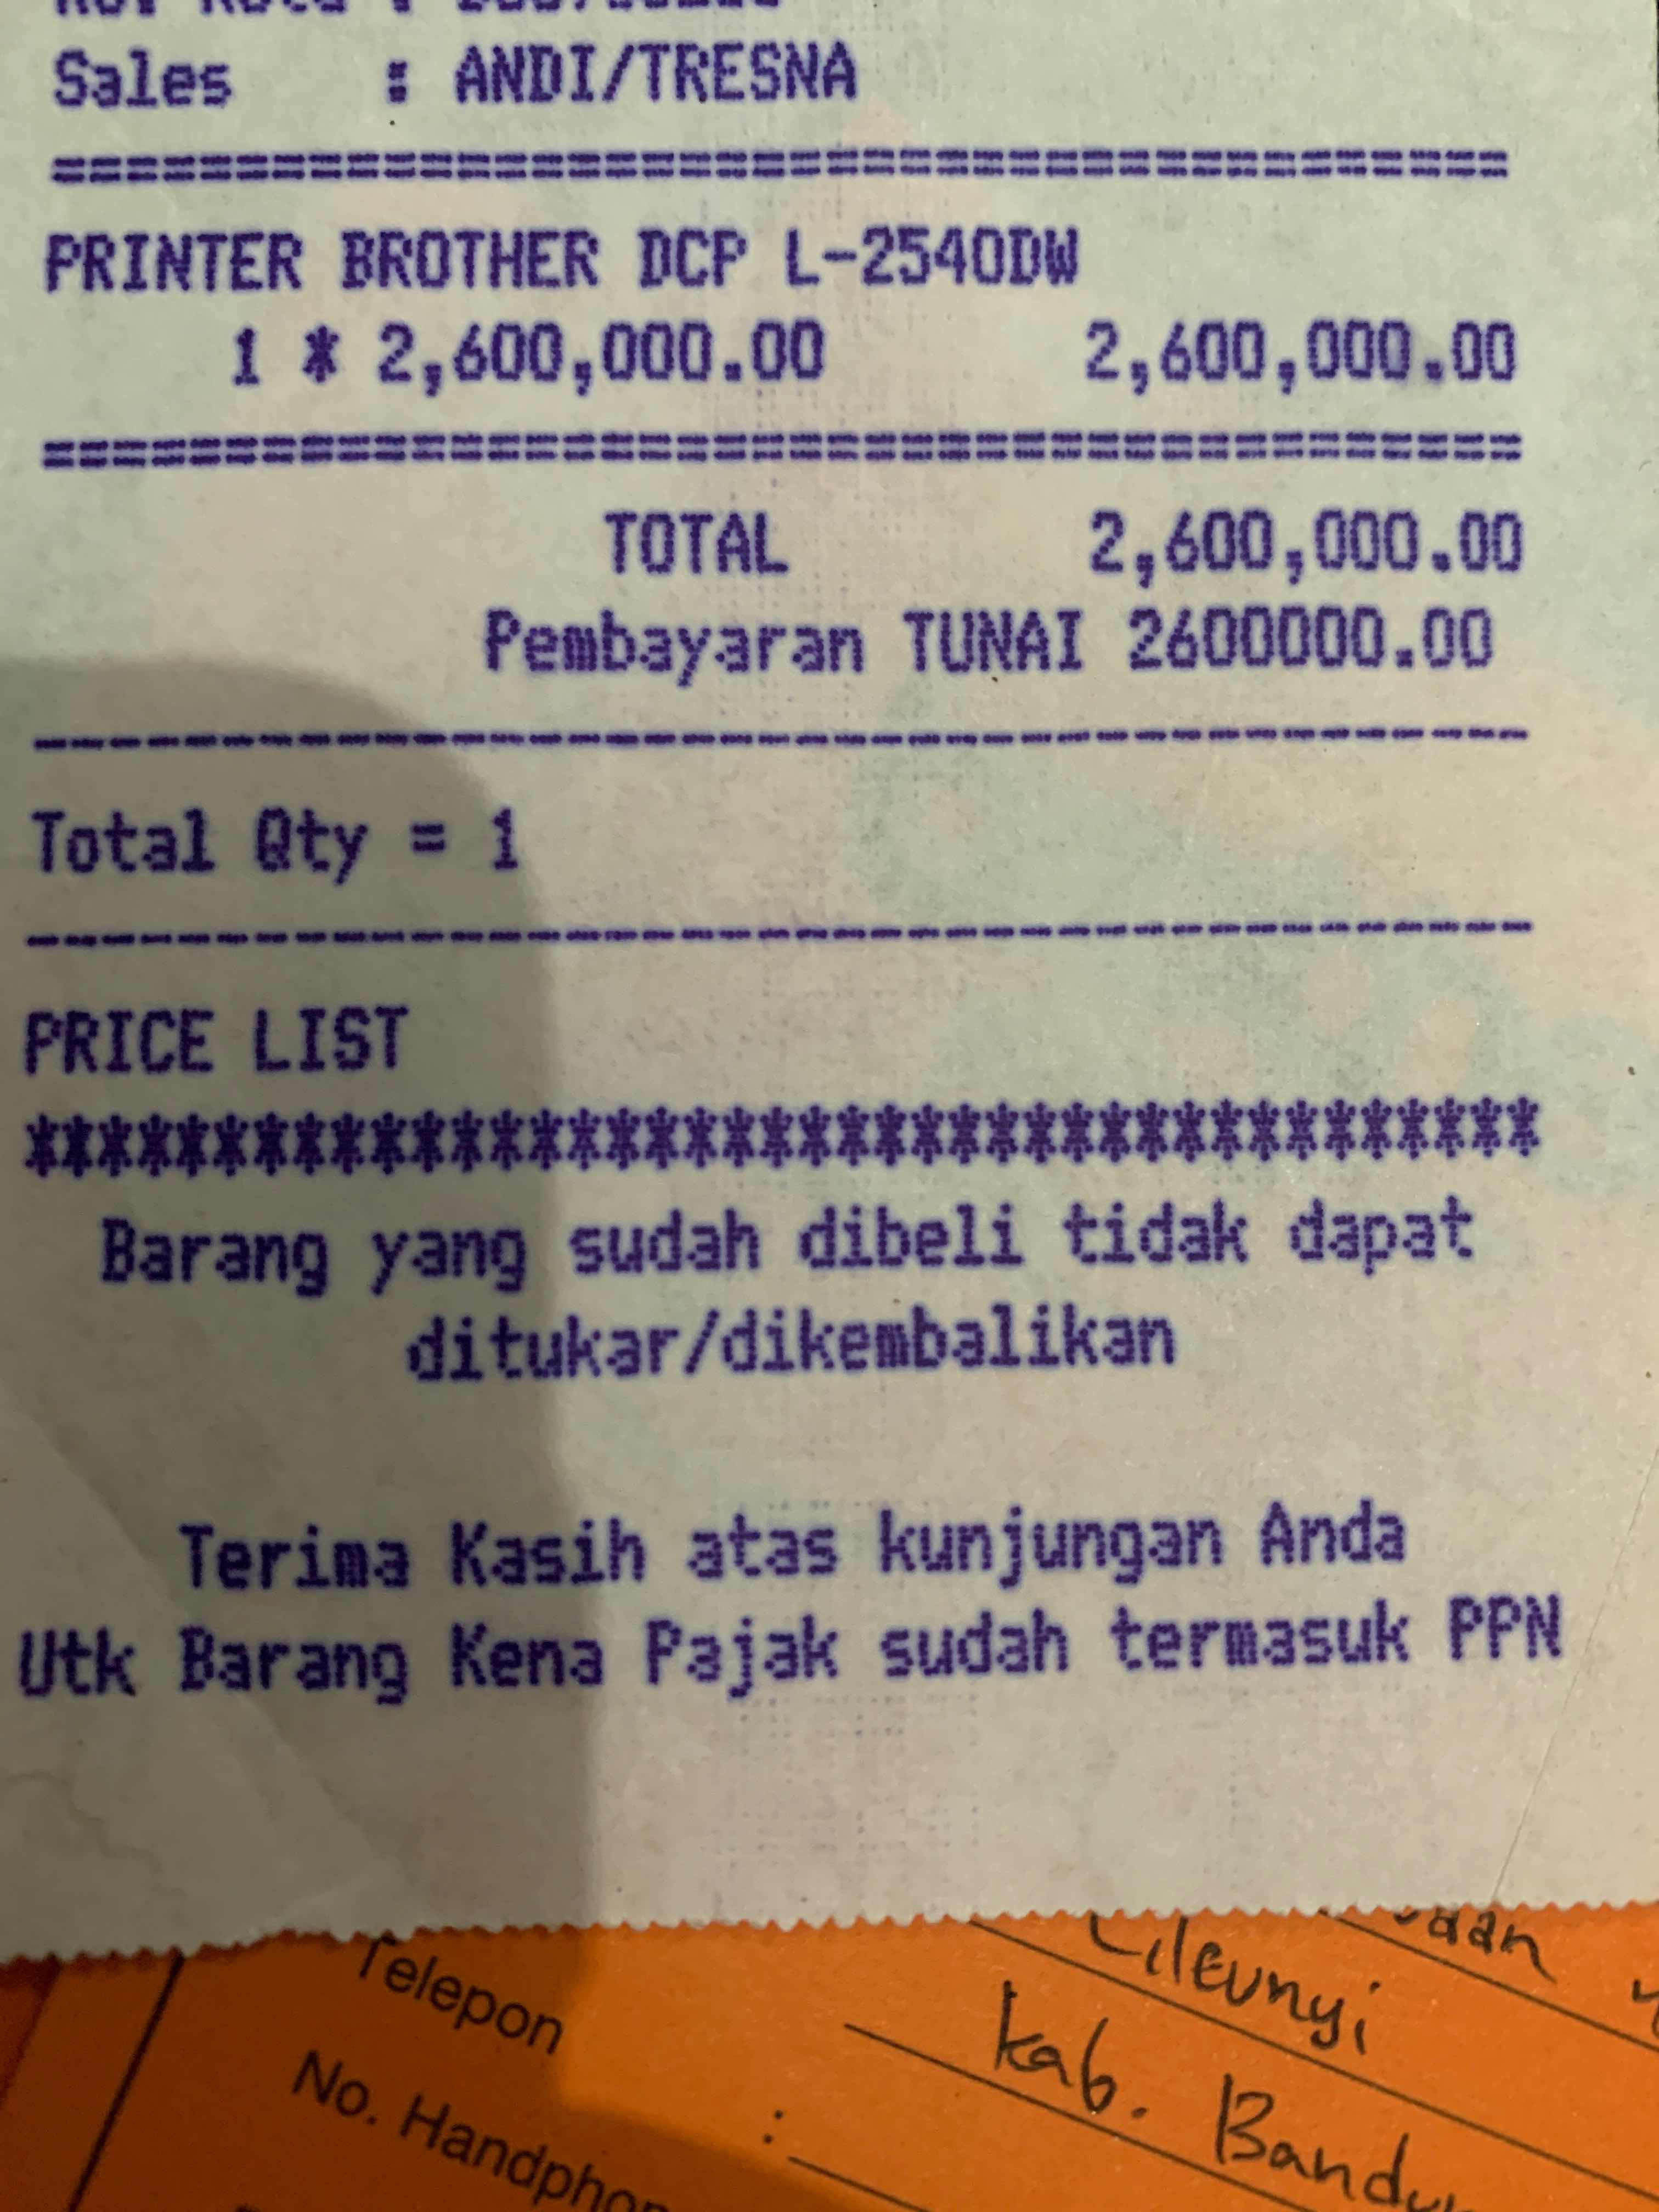 Sales : ANDI/TRESNA
========================================
PRINTER BROTHER DCP L-2540DW
1 * 2,600,000.00 2,600,000.00
========================================
TOTAL 2,600,000.00
Pembayaran TUNAI 2600000.00
----------------------------------------
Total Qty = 1
----------------------------------------
PRICE LIST
****************************************
Barang yang sudah dibeli tidak dapat
ditukar/dikembalikan
Terima Kasih atas kunjungan Anda
Utk Barang Kena Pajak sudah termasuk PPN
Cileunyi
Telepon
kab.
No.
: